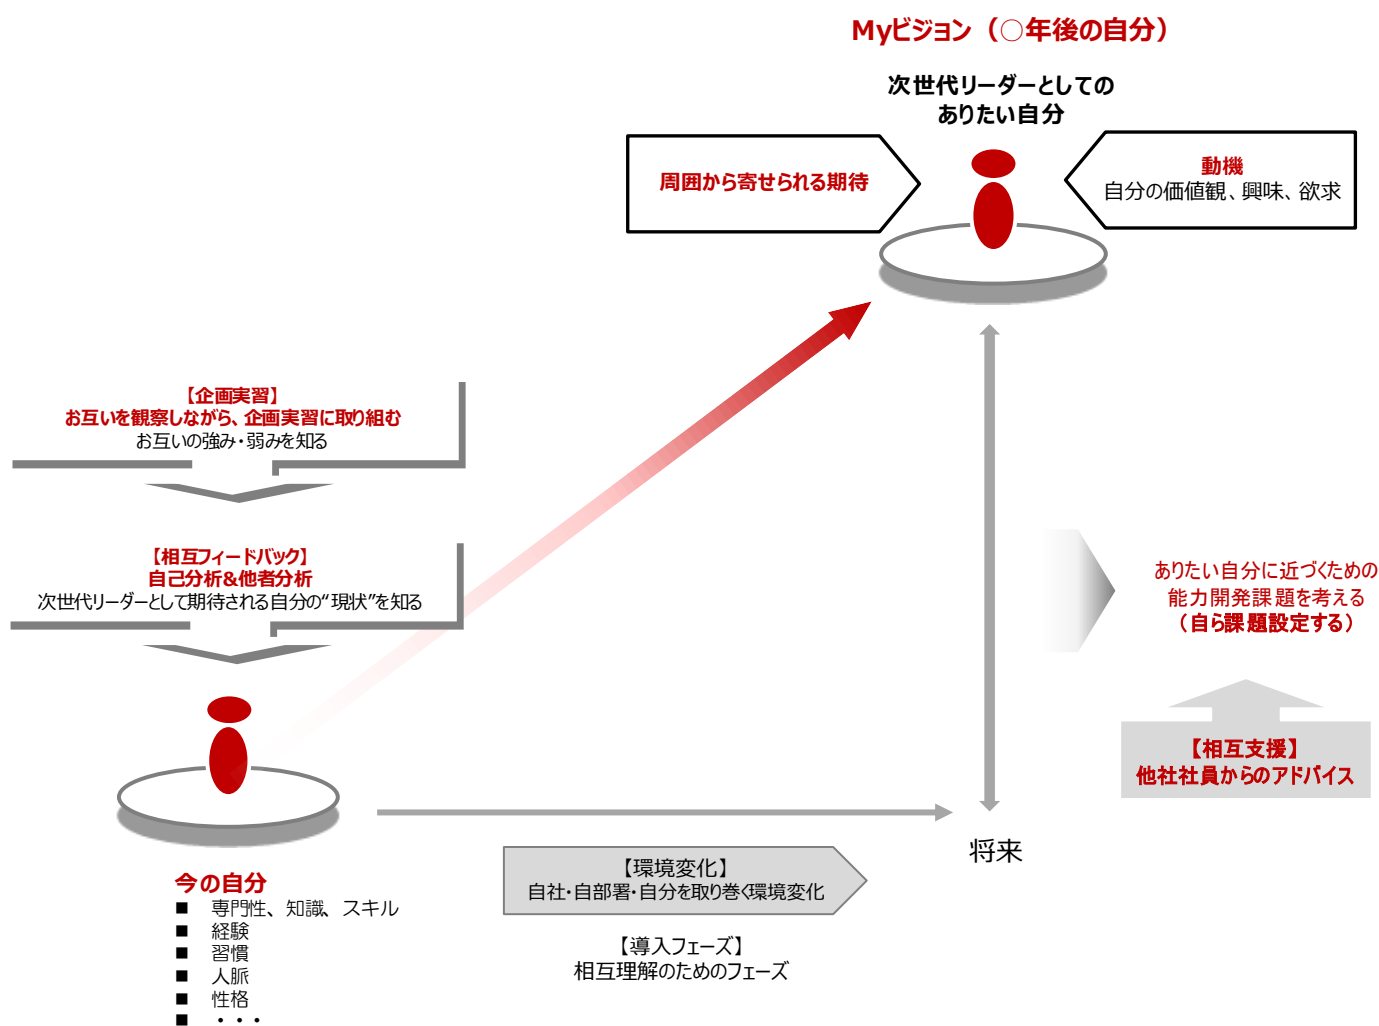 Myビジョン（○年後の自分）
次世代リーダーとしての
ありたい自分
周囲から寄せられる期待
動機
自分の価値観、興味、欲求
【企画実習】
お互いを観察しながら、企画実習に取り組む
お互いの強み・弱みを知る
【相互フィードバック】
自己分析&他者分析
次世代リーダーとして期待される自分の“現状”を知る
ありたい自分に近づくための
能力開発課題を考える
（自ら課題設定する）
【相互支援】
他社社員からのアドバイス
将来
今の自分
■ 専門性、知識、スキル
■ 経験
■ 習慣
■ 人脈
■ 性格
■ ・・・
【環境変化】
自社・自部署・自分を取り巻く環境変化
【導入フェーズ】
相互理解のためのフェーズ